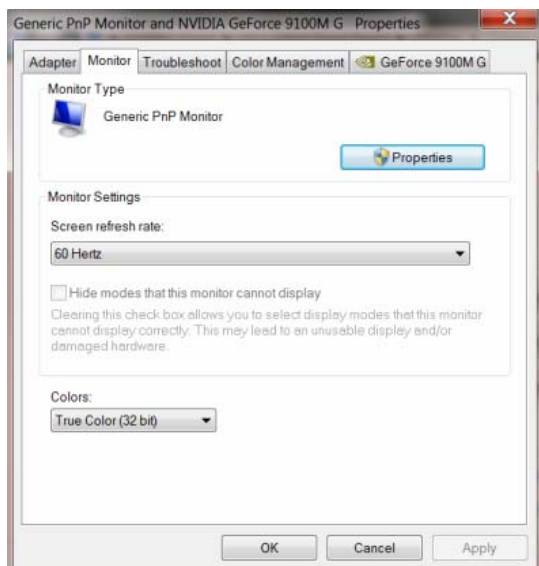 Generic PnP Monitor and NVIDIA GeForce 9100M G Properties
X
Adapter Monitor Troubleshoot Color Management GeForce 9100M G
Monitor Type
Generic PnP Monitor
Properties
Monitor Settings
Screen refresh rate:
60 Hertz
Hide modes that this monitor cannot display
Clearing this check box allows you to select display modes that this monitor
cannot display correctly. This may lead to an unusable display and/or
damaged hardware.
Colors:
True Color (32 bit)
OK Cancel Apply